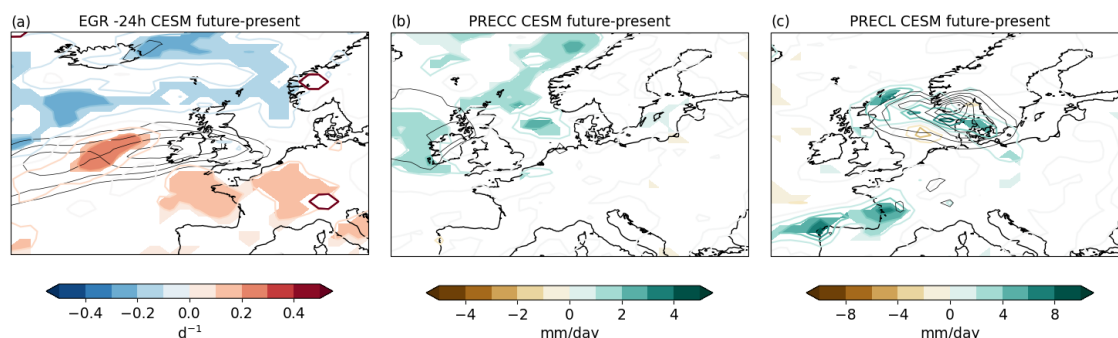 (a) EGR -24h CESM future-present
(b) PRECC CESM future-present
(c) PRECL CESM future-present
−0.4 −0.2 0.0 0.2 0.4
d⁻¹
−4 −2 0 2 4
mm/day
−8 −4 0 4 8
mm/day